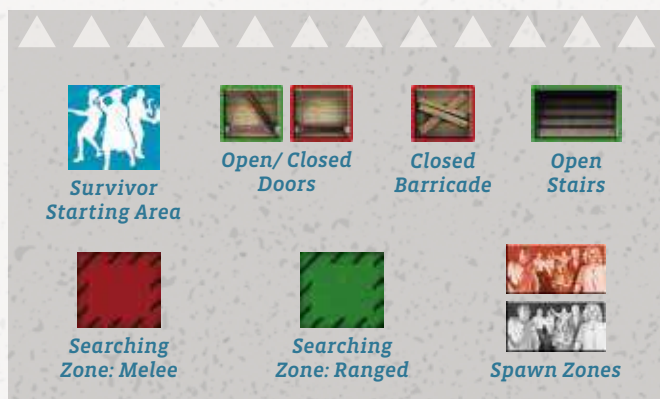 Survivor
Starting Area
Open/ Closed
Doors
Closed
Barricade
Open
Stairs
Searching
Zone: Melee
Searching
Zone: Ranged
Spawn Zones